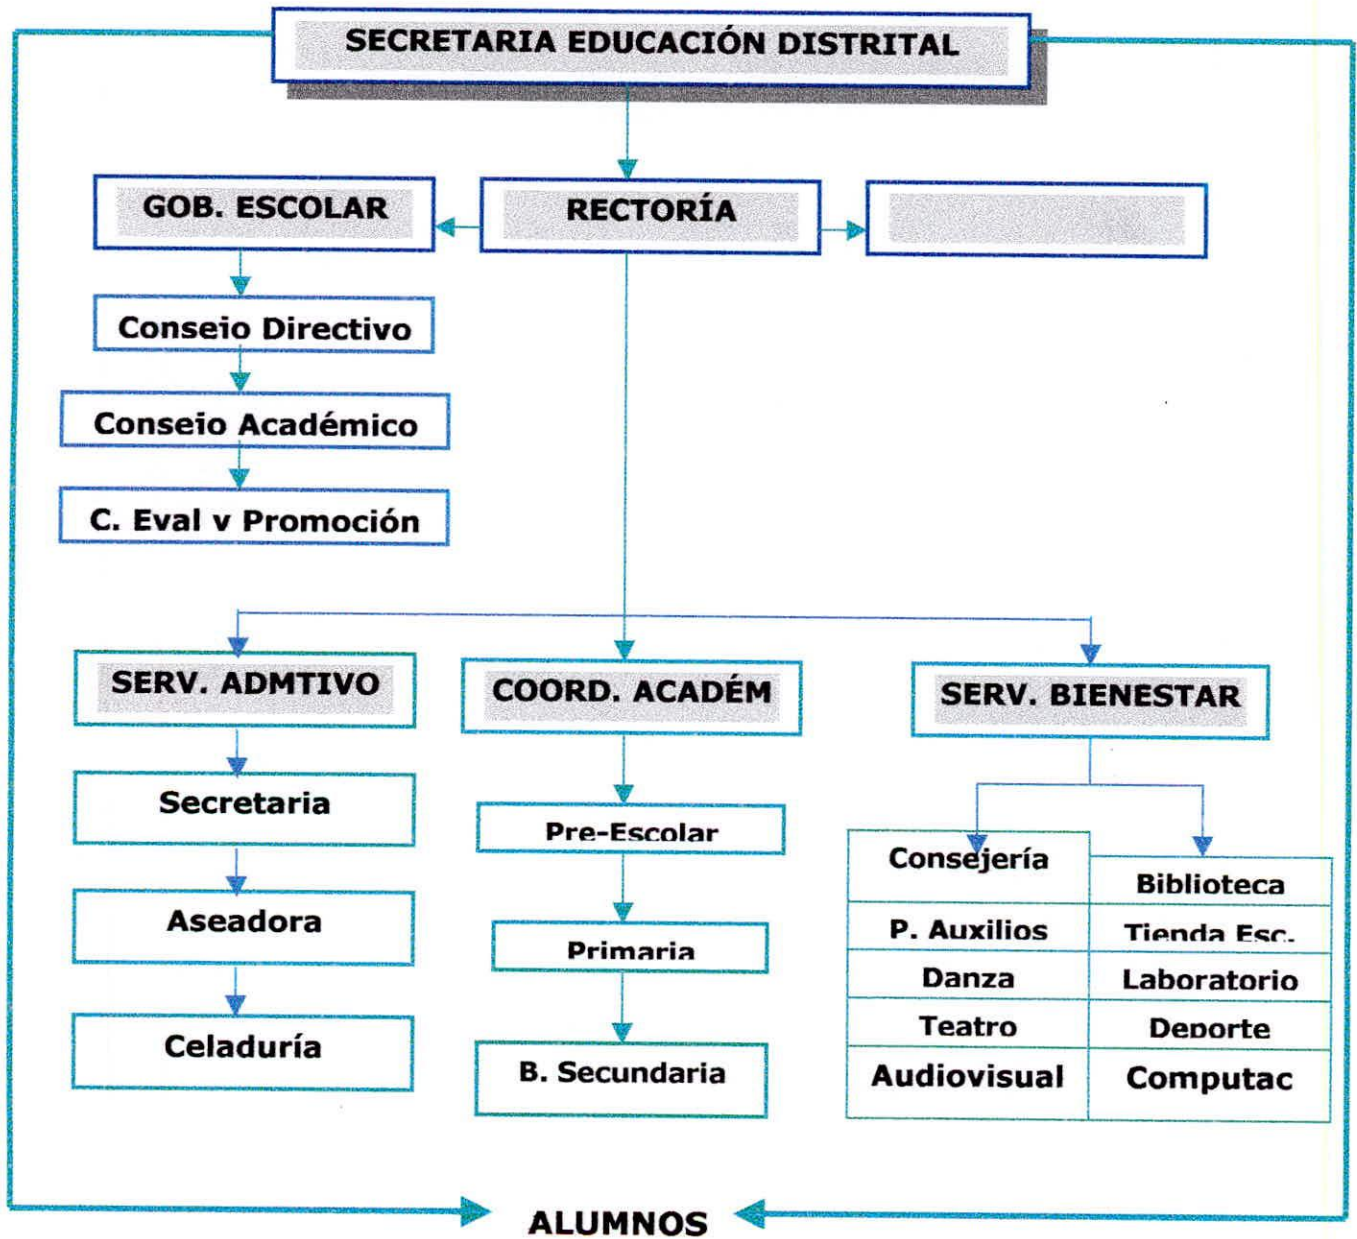 SECRETARIA EDUCACIÓN DISTRITAL
GOB. ESCOLAR
RECTORÍA
Conseio Directivo
Conseio Académico
C. Eval v Promoción
SERV. ADMTIVO
COORD. ACADÉM
SERV. BIENESTAR
Secretaria
Aseadora
Celaduría
Pre-Escolar
Primaria
B. Secundaria
Consejería
Biblioteca
P. Auxilios
Tienda Esc.
Danza
Laboratorio
Teatro
Deporte
Audiovisual
Computac
ALUMNOS